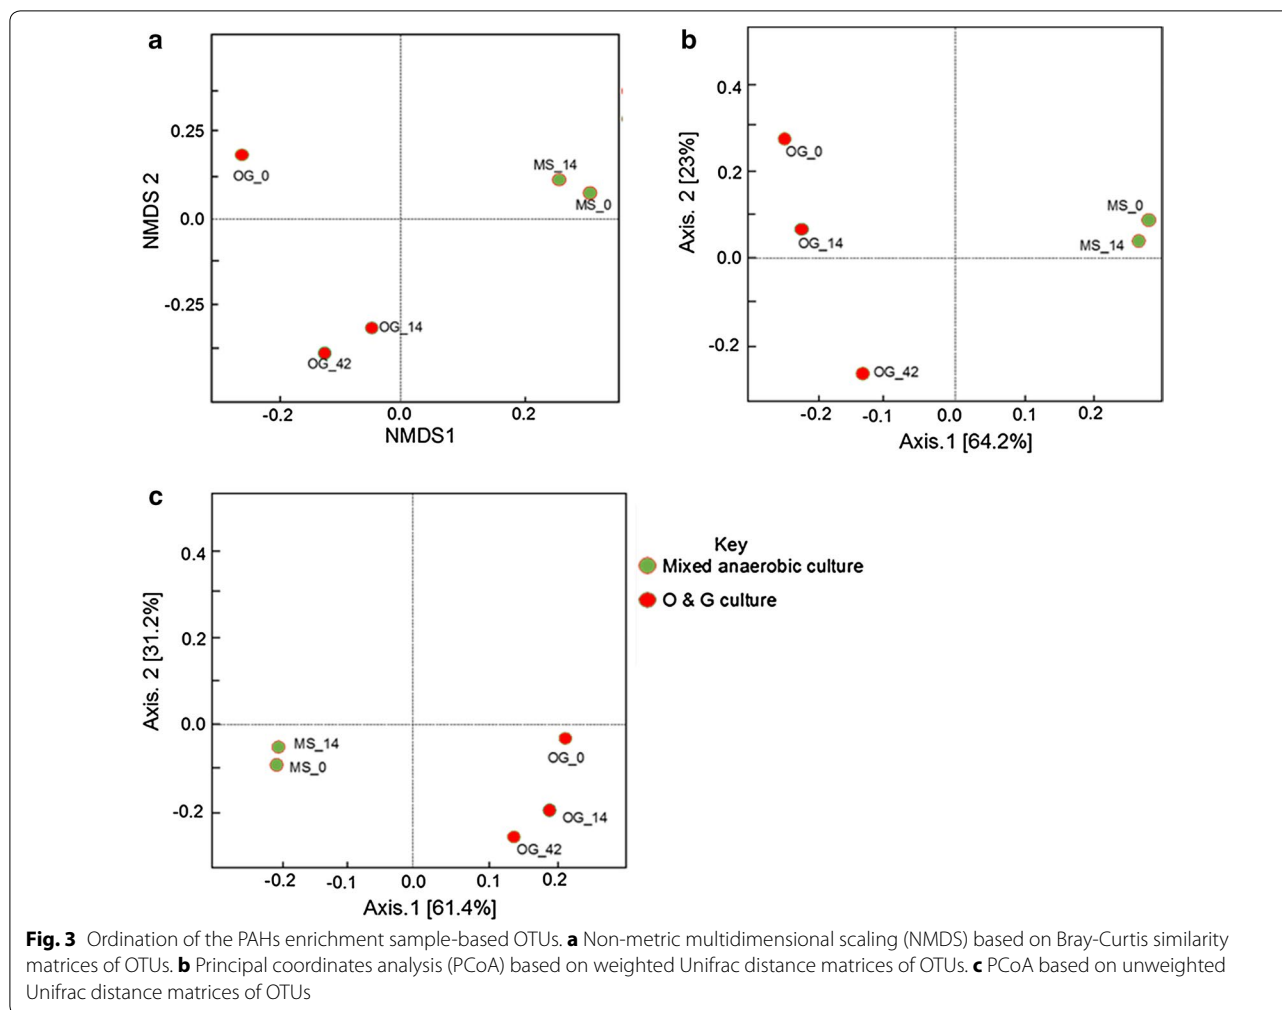 a
NMDS 2
0.25
0.0
-0.25
OG_0
MS_14
MS_0
OG_14
OG_42
-0.2
0.0
0.2
NMDS1
b
Axis. 2 [23%]
0.4
0.2
0.0
-0.2
OG_0
OG_14
MS_0
MS_14
OG_42
-0.2
-0.1
0.0
0.1
0.2
Axis.1 [64.2%]
c
Axis. 2 [31.2%]
0.4
0.2
0.0
-0.2
MS_14
MS_0
OG_0
OG_14
OG_42
-0.2
-0.1
0.0
0.1
0.2
Axis.1 [61.4%]
Key
Mixed anaerobic culture
O & G culture
Fig. 3 Ordination of the PAHs enrichment sample-based OTUs. a Non-metric multidimensional scaling (NMDS) based on Bray-Curtis similarity
matrices of OTUs. b Principal coordinates analysis (PCoA) based on weighted Unifrac distance matrices of OTUs. c PCoA based on unweighted
Unifrac distance matrices of OTUs